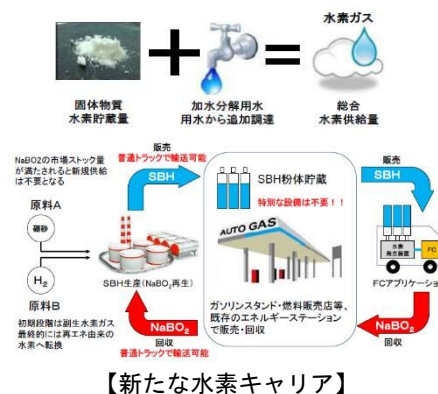 水素ガス
固体物質
水素貯蔵量
加水分解用水
用水から追加調達
総合
水素供給量
NaBO2の市場ストック量
が満たされると新規供給
は不要となる
販売
普通トラックで輸送可能
SBH
SBH粉体貯蔵
特別な設備は不要!!
販売
SBH
原料A
硼砂
H₂
原料B
SBH生産(NaBO₂再生)
AUTO GAS
水素
発生装置
FC
FCアプリケーション
初期段階は副生水素ガス
最終的には再エネ由来の
水素へ転換
NaBO₂
回収
普通トラックで輸送可能
ガソリンスタンド・燃料販売店等、
既存のエネルギーステーション
で販売・回収
NaBO₂
回収
【新たな水素キャリア】